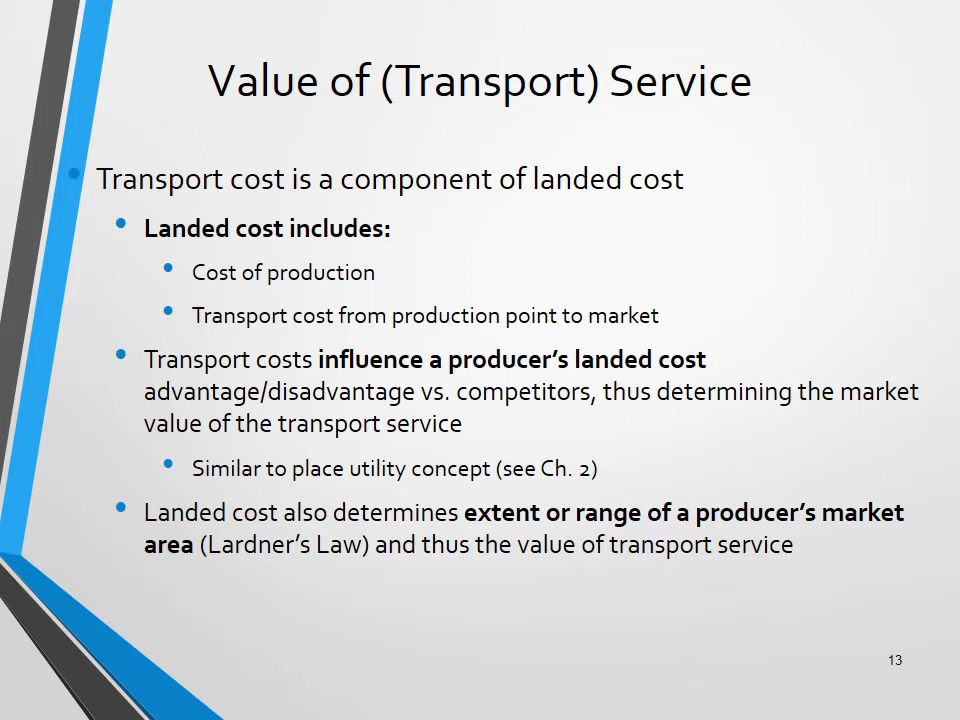 Value of (Transport) Service
• Transport cost is a component of landed cost
• Landed cost includes:
• Cost of production
• Transport cost from production point to market
• Transport costs influence a producer’s landed cost
advantage/disadvantage vs. competitors, thus determining the market
value of the transport service
• Similar to place utility concept (see Ch. 2)
• Landed cost also determines extent or range of a producer’s market
area (Lardner’s Law) and thus the value of transport service
13